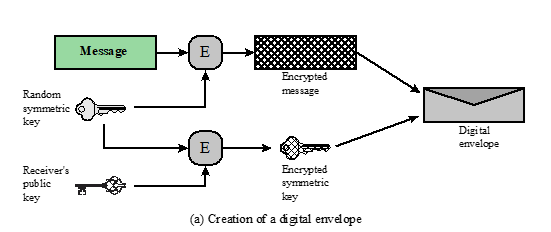 Message
E
Encrypted
message
Random
symmetric
key
Digital
envelope
E
Receiver's
public
key
Encrypted
symmetric
key
(a) Creation of a digital envelope